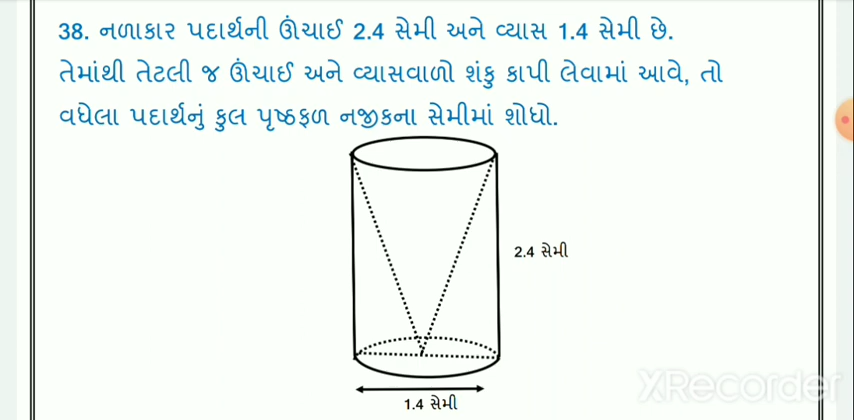 38. નળાકાર પદાર્થની ઊંચાઈ 2.4 સેમી અને વ્યાસ 1.4 સેમી છે.
તેમાંથી તેટલી જ ઊંચાઈ અને વ્યાસવાળો શંકુ કાપી લેવામાં આવે, તો
વધેલા પદાર્થનું કુલ પૃષ્ઠફળ નજીકના સેમીમાં શોધો.
2.4 સેમી
1.4 સેમી
XRecorder